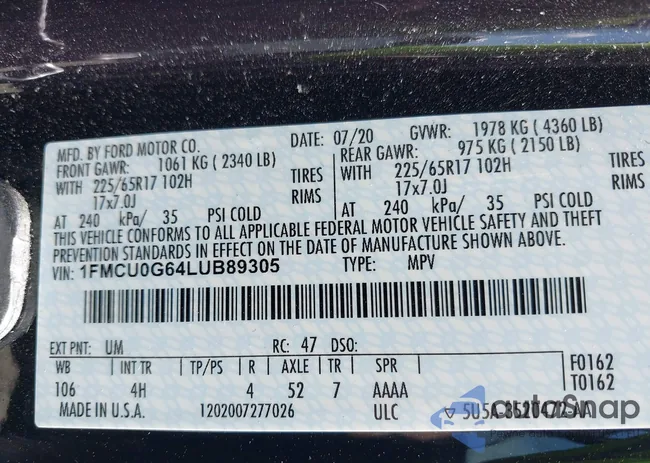 MFD. BY FORD MOTOR CO.
DATE: 07/20 GVWR: 1978 KG ( 4360 LB)
FRONT GAWR: 1061 KG ( 2340 LB) REAR GAWR: 975 KG ( 2150 LB)
WITH 225/65R17 102H TIRES WITH 225/65R17 102H TIRES
17x7.0J RIMS 17x7.0J RIMS
AT 240 kPa/ 35 PSI COLD AT 240 kPa/ 35 PSI COLD
THIS VEHICLE CONFORMS TO ALL APPLICABLE FEDERAL MOTOR VEHICLE SAFETY AND THEFT
PREVENTION STANDARDS IN EFFECT ON THE DATE OF MANUFACTURE SHOWN ABOVE.
VIN: 1FMCU0G64LUB89305 TYPE: MPV
EXT PNT: UM RC: 47 DSO:
WB INT TR TP/PS R AXLE TR SPR F0162
106 4H 4 52 7 AAAA T0162
MADE IN U.S.A. 1202007277026 ULC 5U5A-3520472-AA
autoSnap